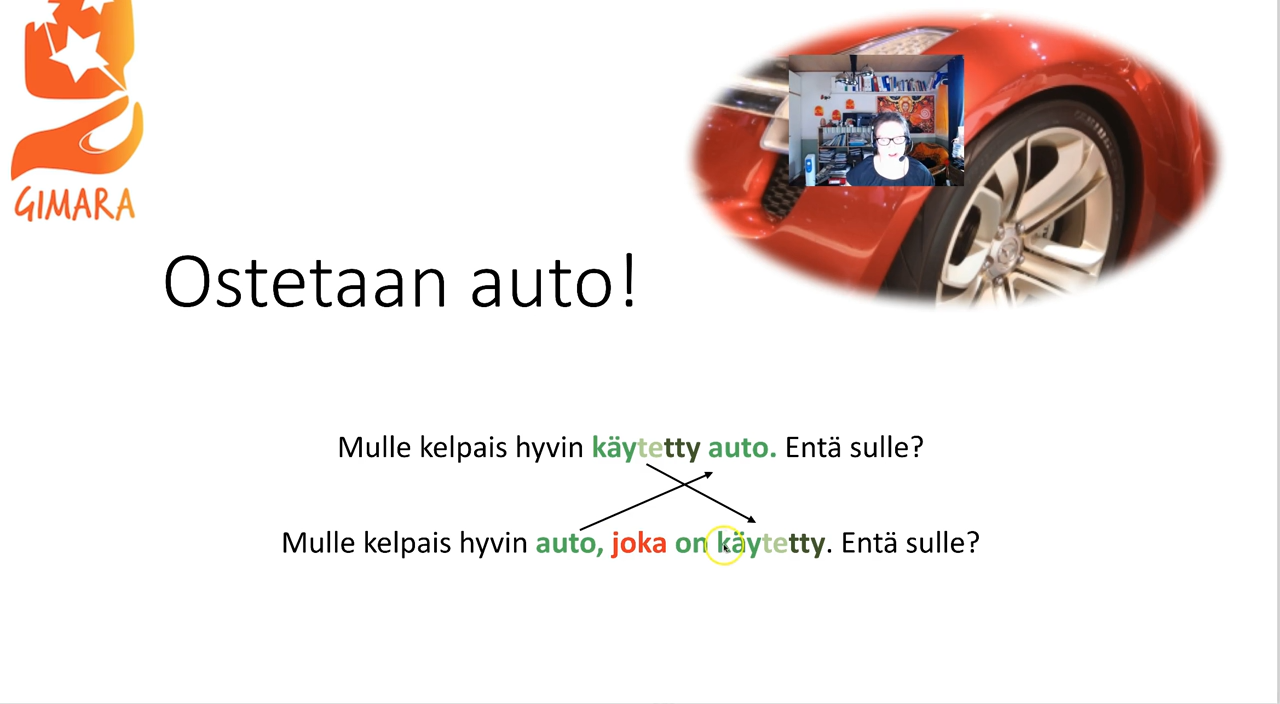 GIMARA
Ostetaan auto!
Mulle kelpais hyvin käytetty auto. Entä sulle?
Mulle kelpais hyvin auto, joka on käytetty. Entä sulle?